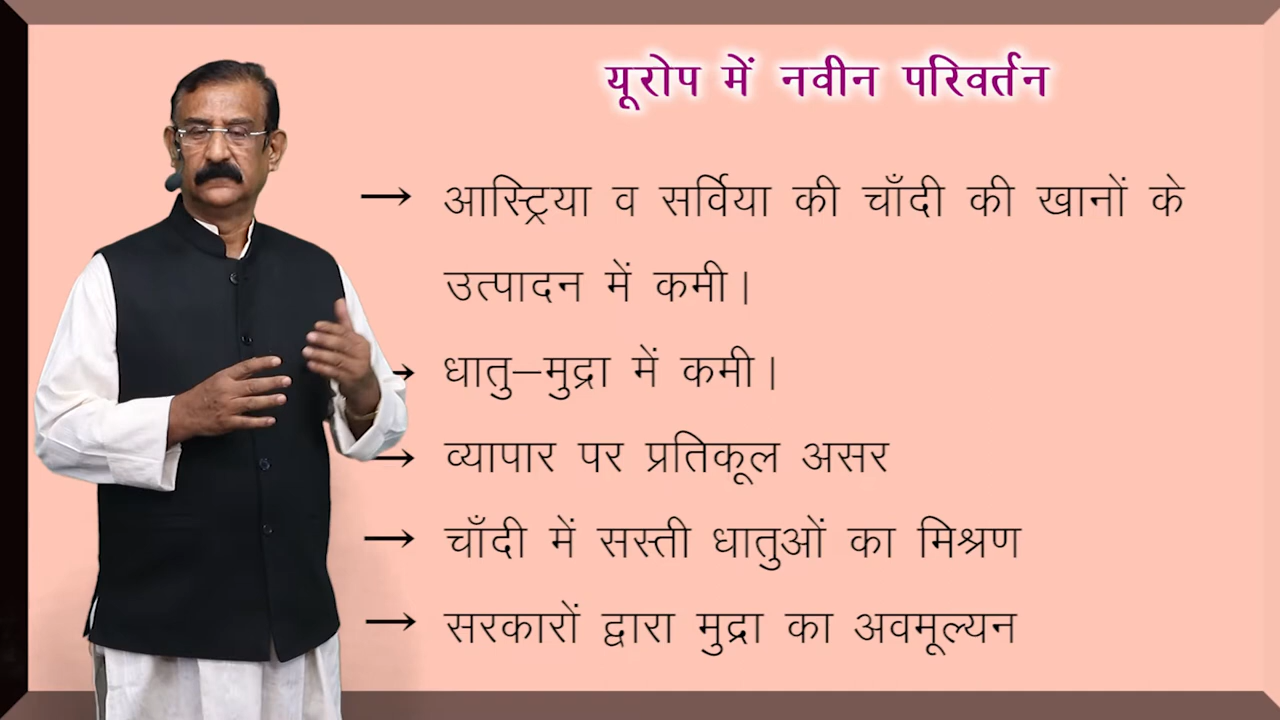 यूरोप में नवीन परिवर्तन
→ आस्ट्रिया व सर्विया की चाँदी की खानों के
उत्पादन में कमी।
→ धातु–मुद्रा में कमी।
→ व्यापार पर प्रतिकूल असर
→ चाँदी में सस्ती धातुओं का मिश्रण
→ सरकारों द्वारा मुद्रा का अवमूल्यन